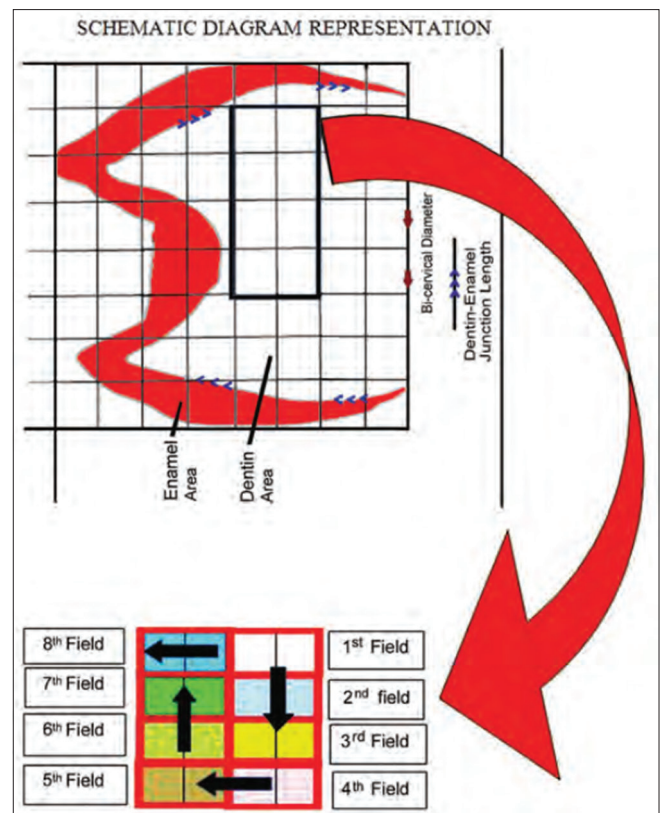 SCHEMATIC DIAGRAM REPRESENTATION
Bi-cervical Diameter
Dentin-Enamel
Junction Length
Enamel
Area
Dentin
Area
8th Field
7th Field
6th Field
5th Field
1st Field
2nd field
3rd Field
4th Field